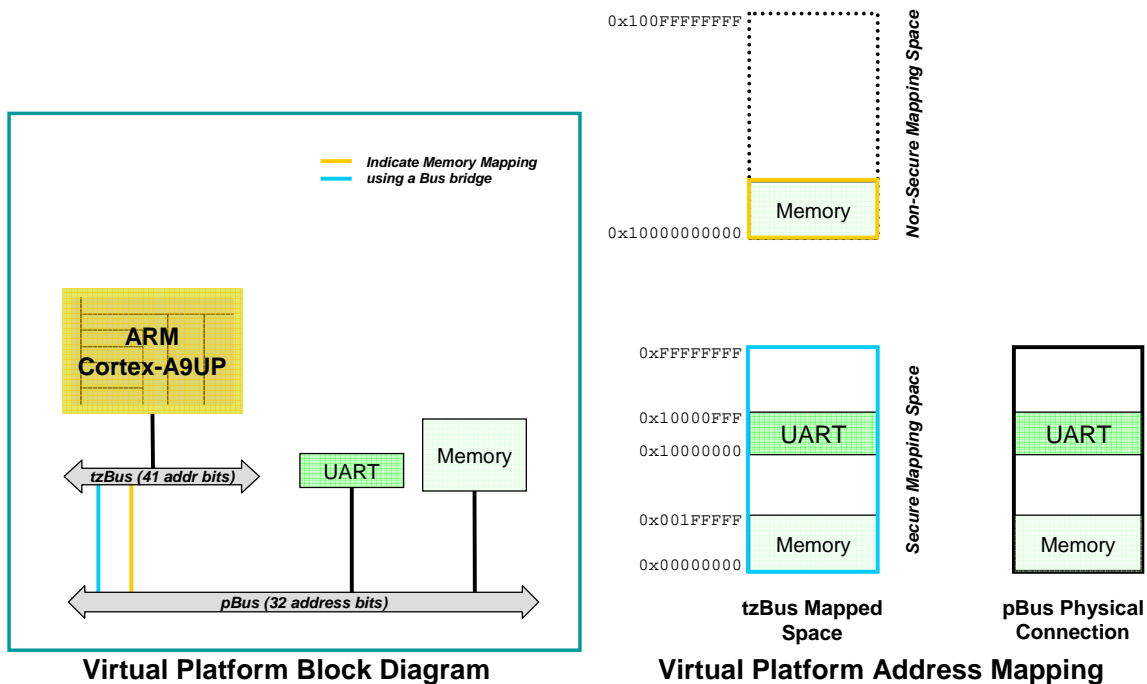 Indicate Memory Mapping
using a Bus bridge
ARM
Cortex-A9UP
tzBus (41 addr bits)
UART
Memory
pBus (32 address bits)
Virtual Platform Block Diagram
0x100FFFFFFFF
Non-Secure Mapping Space
Memory
0x10000000000
0xFFFFFFFF
0x10000FFF
UART
0x10000000
Secure Mapping Space
0x001FFFFF
Memory
0x00000000
UART
Memory
tzBus Mapped
Space
pBus Physical
Connection
Virtual Platform Address Mapping